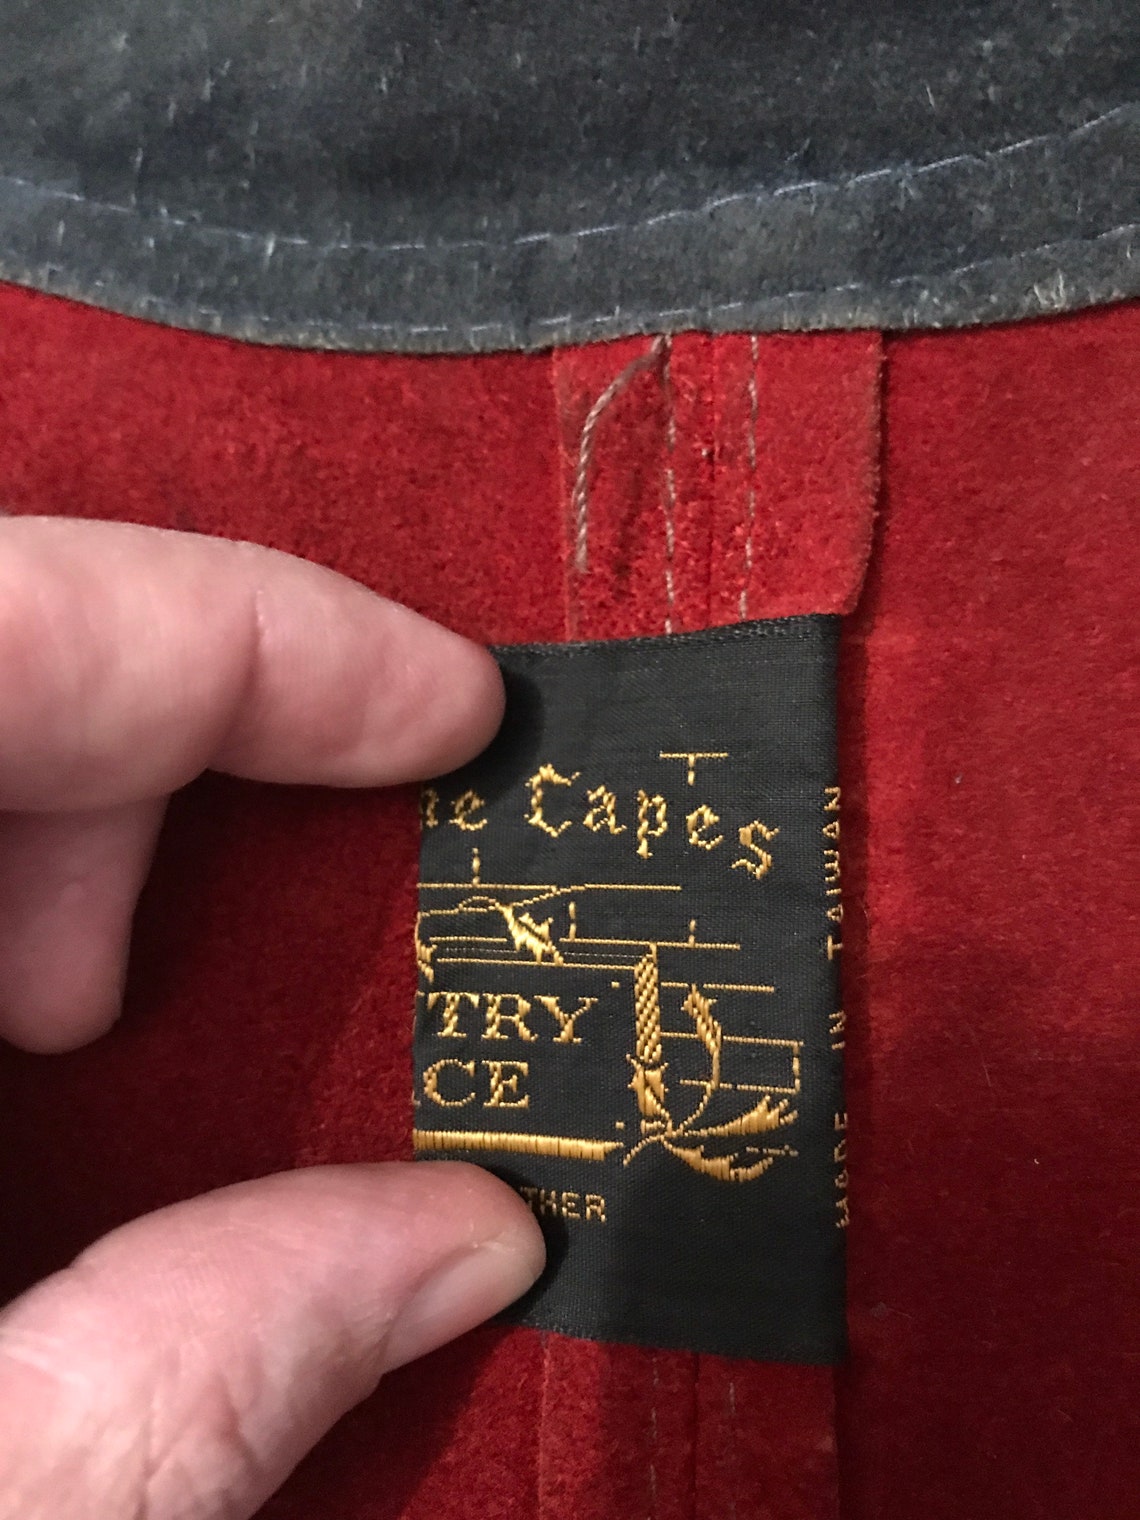 he Capes
TRY
CE
THER
MADE IN TAIWAN